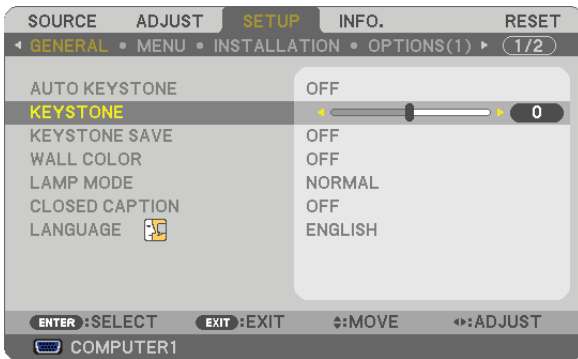 SOURCE ADJUST SETUP INFO. RESET
GENERAL • MENU • INSTALLATION • OPTIONS(1) 1/2
AUTO KEYSTONE OFF
KEYSTONE 0
KEYSTONE SAVE OFF
WALL COLOR OFF
LAMP MODE NORMAL
CLOSED CAPTION OFF
LANGUAGE ENGLISH
ENTER :SELECT EXIT :EXIT :MOVE :ADJUST
COMPUTER1